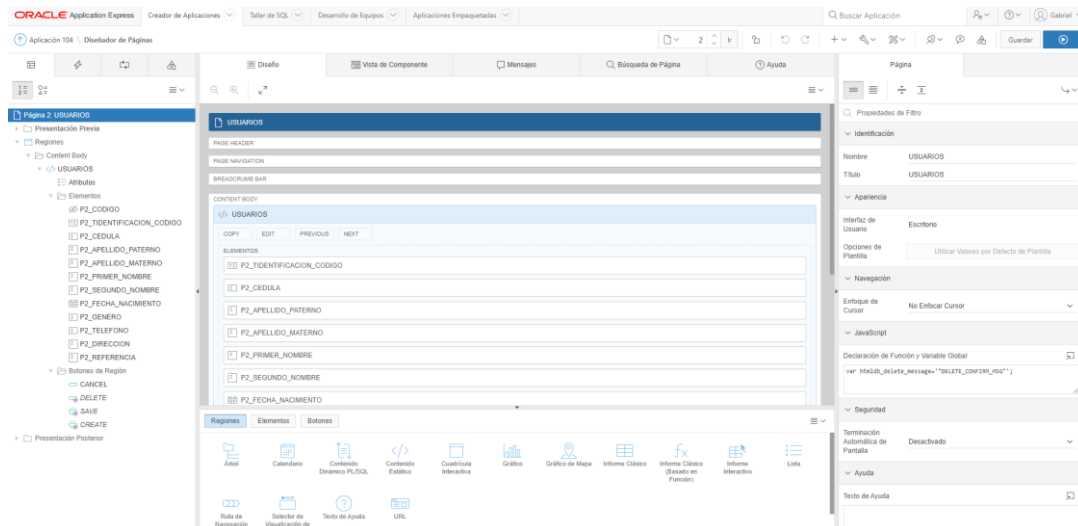 ORACLE Application Express Creador de Aplicaciones Taller de SQL Desarrollo de Equipos Aplicaciones Empaquetadas Buscar Aplicación Gabriel
Aplicación 104 \ Diseñador de Páginas 2 Ir Guardar
Diseño Vista de Componente Mensajes Búsqueda de Página Ayuda Página
Página 2: USUARIOS
Presentación Previa
Regiones
Content Body
USUARIOS
Atributos
Elementos
P2_CODIGO
P2_TIDENTIFICACION_CODIGO
P2_CEDULA
P2_APELLIDO_PATERNO
P2_APELLIDO_MATERNO
P2_PRIMER_NOMBRE
P2_SEGUNDO_NOMBRE
P2_FECHA_NACIMIENTO
P2_GENERO
P2_TELEFONO
P2_DIRECCION
P2_REFERENCIA
Botones de Región
CANCEL
DELETE
SAVE
CREATE
Presentación Posterior
USUARIOS
PAGE HEADER
PAGE NAVIGATION
BREADCRUMB BAR
CONTENT BODY
USUARIOS
COPY EDIT PREVIOUS NEXT
ELEMENTOS
P2_TIDENTIFICACION_CODIGO
P2_CEDULA
P2_APELLIDO_PATERNO
P2_APELLIDO_MATERNO
P2_PRIMER_NOMBRE
P2_SEGUNDO_NOMBRE
P2_FECHA_NACIMIENTO
Regiones Elementos Botones
Árbol Calendario Contenido Dinámico PL/SQL Contenido Estático Cuadrícula Interactiva Gráfico Gráfico de Mapa Informe Clásico Informe Clásico (Basado en Función) Informe Interactivo Lista
Ruta de Navegación Selector de Visualización de Texto de Ayuda URL
Propiedades de Filtro
Identificación
Nombre USUARIOS
Título USUARIOS
Apariencia
Interfaz de Usuario Escritorio
Opciones de Plantilla Utilizar Valores por Defecto de Plantilla
Navegación
Enfoque de Cursor No Enfocar Cursor
JavaScript
Declaración de Función y Variable Global
var htmldb_delete_message='"DELETE_CONFIRM_MSG"';
Seguridad
Terminación Automática de Pantalla Desactivado
Ayuda
Texto de Ayuda